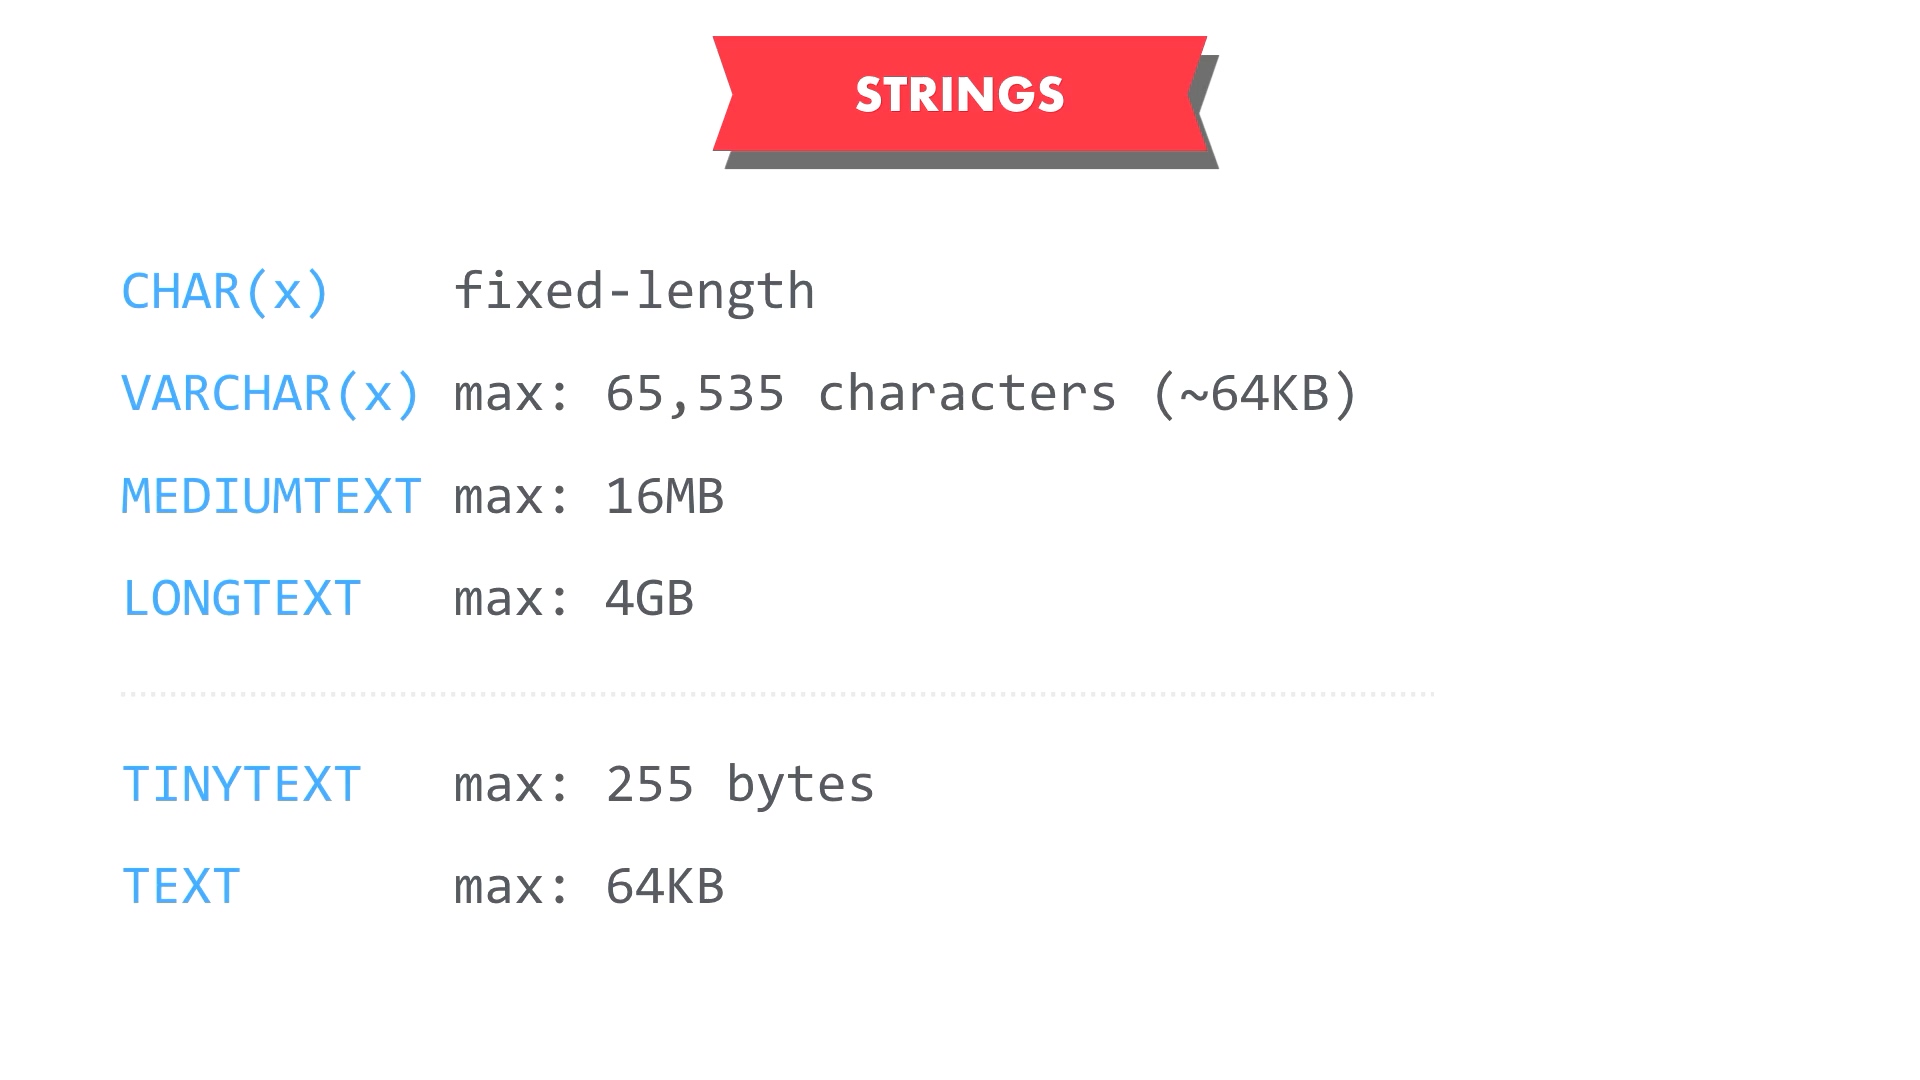 STRINGS
CHAR(x) fixed-length
VARCHAR(x) max: 65,535 characters (~64KB)
MEDIUMTEXT max: 16MB
LONGTEXT max: 4GB
TINYTEXT max: 255 bytes
TEXT max: 64KB